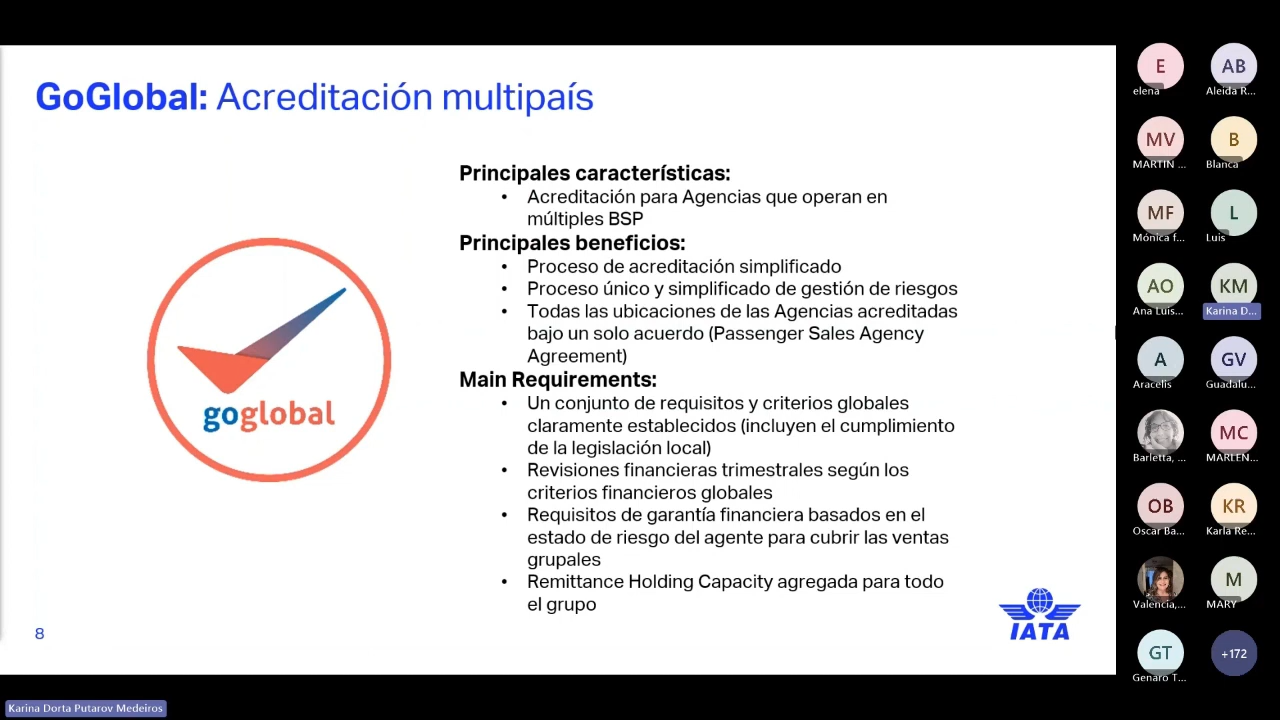 GoGlobal: Acreditación multipaís
Principales características:
• Acreditación para Agencias que operan en
múltiples BSP
Principales beneficios:
• Proceso de acreditación simplificado
• Proceso único y simplificado de gestión de riesgos
• Todas las ubicaciones de las Agencias acreditadas
bajo un solo acuerdo (Passenger Sales Agency
Agreement)
Main Requirements:
• Un conjunto de requisitos y criterios globales
claramente establecidos (incluyen el cumplimiento
de la legislación local)
• Revisiones financieras trimestrales según los
criterios financieros globales
• Requisitos de garantía financiera basados en el
estado de riesgo del agente para cubrir las ventas
grupales
• Remittance Holding Capacity agregada para todo
el grupo
goglobal
IATA
8
Karina Dorta Putarov Medeiros
E
elena
AB
Aleida R...
MV
MARTIN ...
B
Blanca
MF
Mónica f...
L
Luis
AO
Ana Luis...
KM
Karina D...
A
Aracelis
GV
Guadalu...
Barletta, ...
MC
MARLEN...
OB
Oscar Ba...
KR
Karla Re...
Valencia,...
M
MARY
GT
Genaro T...
+172